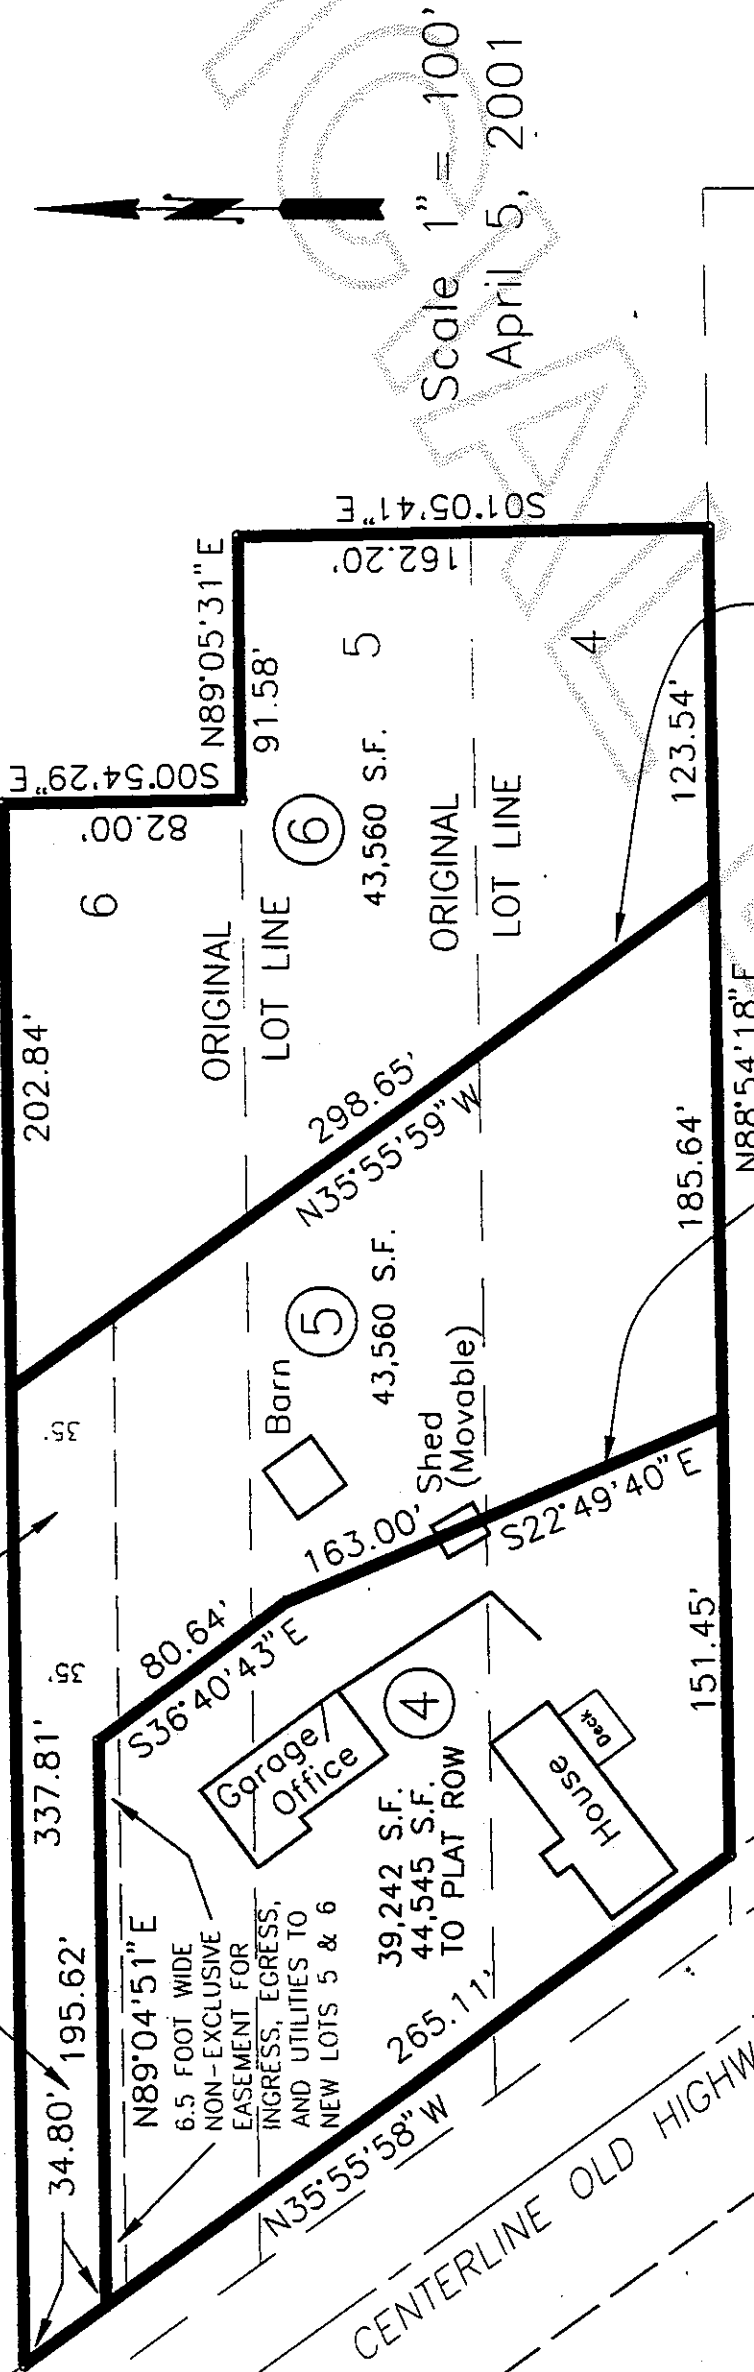 Scale 1" = 100'
April 5, 2001
S01°05'41"E
162.20'
N89°05'31"E
91.58'
S00°54'29"E
82.00'
5
4
9
6
43,560 S.F.
ORIGINAL
LOT LINE
ORIGINAL
LOT LINE
123.54'
202.84'
298.65'
N35°55'59"W
N88°54'18"E
185.64'
5
43,560 S.F.
Barn
Shed
(Movable)
35'
35'
163.00'
S22°49'40"E
80.64'
S36°40'43"E
151.45'
337.81'
Garage/
Office
4
39,242 S.F.
44,545 S.F.
TO PLAT ROW
House
Deck
195.62'
N89°04'51"E
6.5 FOOT WIDE
NON-EXCLUSIVE
EASEMENT FOR
INGRESS, EGRESS,
AND UTILITIES TO
NEW LOTS 5 & 6
34.80'
265.11'
N35°55'58"W
CENTERLINE OLD